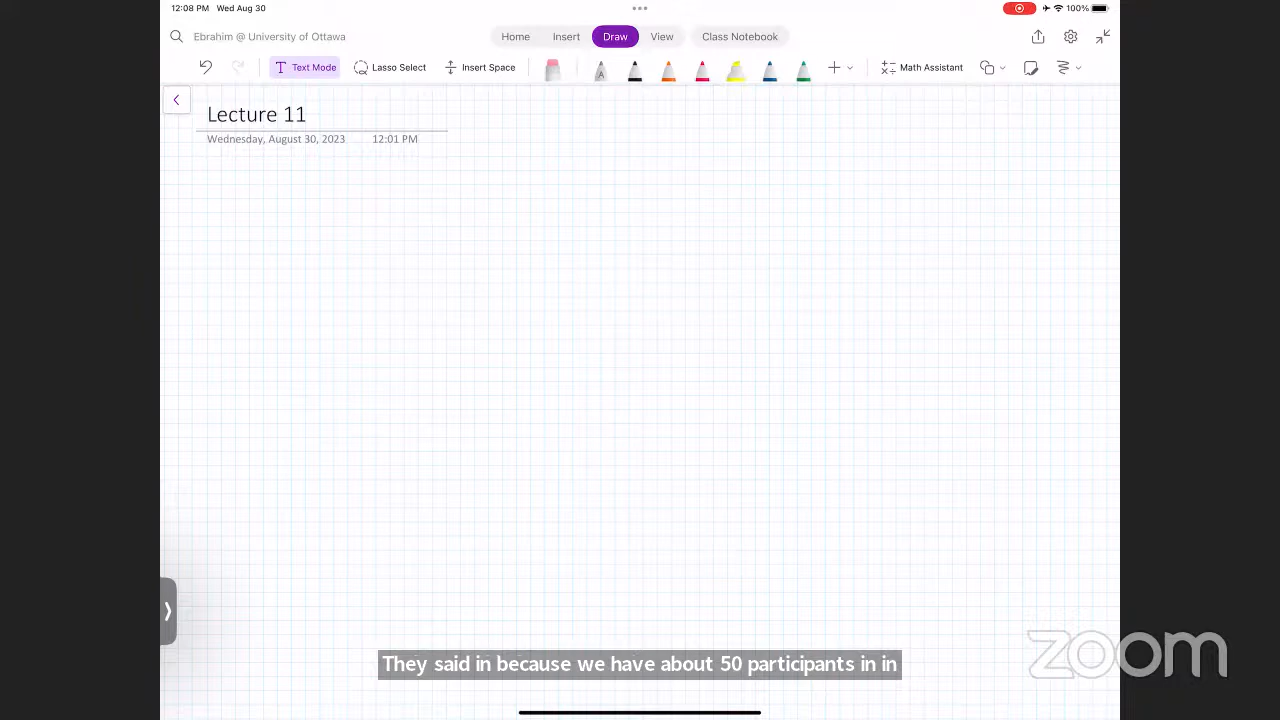 12:08 PM Wed Aug 30
100%
Ebrahim @ University of Ottawa
Home Insert Draw View Class Notebook
Text Mode Lasso Select Insert Space A Math Assistant
Lecture 11
Wednesday, August 30, 2023 12:01 PM
They said in because we have about 50 participants in in
zoom